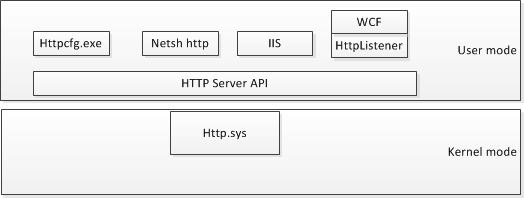 WCF
Httpcfg.exe
Netsh http
IIS
HttpListener
User mode
HTTP Server API
Http.sys
Kernel mode